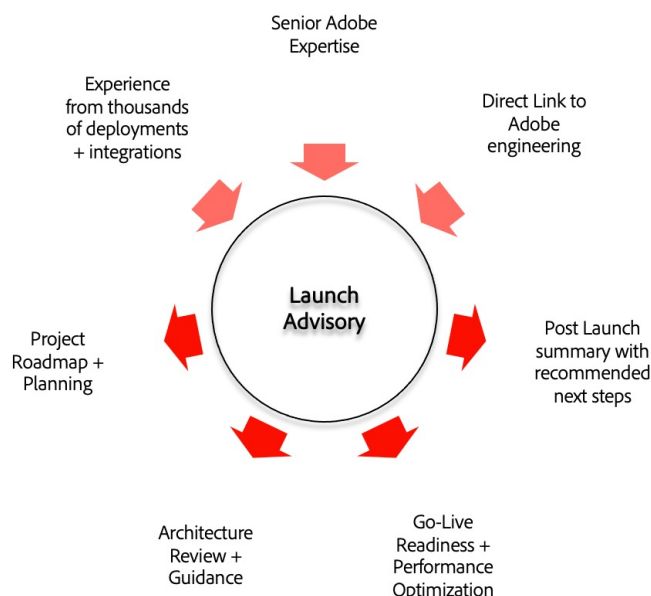 Senior Adobe
Expertise
Experience
from thousands
of deployments
+ integrations
Direct Link to
Adobe
engineering
Launch
Advisory
Project
Roadmap +
Planning
Post Launch
summary with
recommended
next steps
Architecture
Review +
Guidance
Go-Live
Readiness +
Performance
Optimization